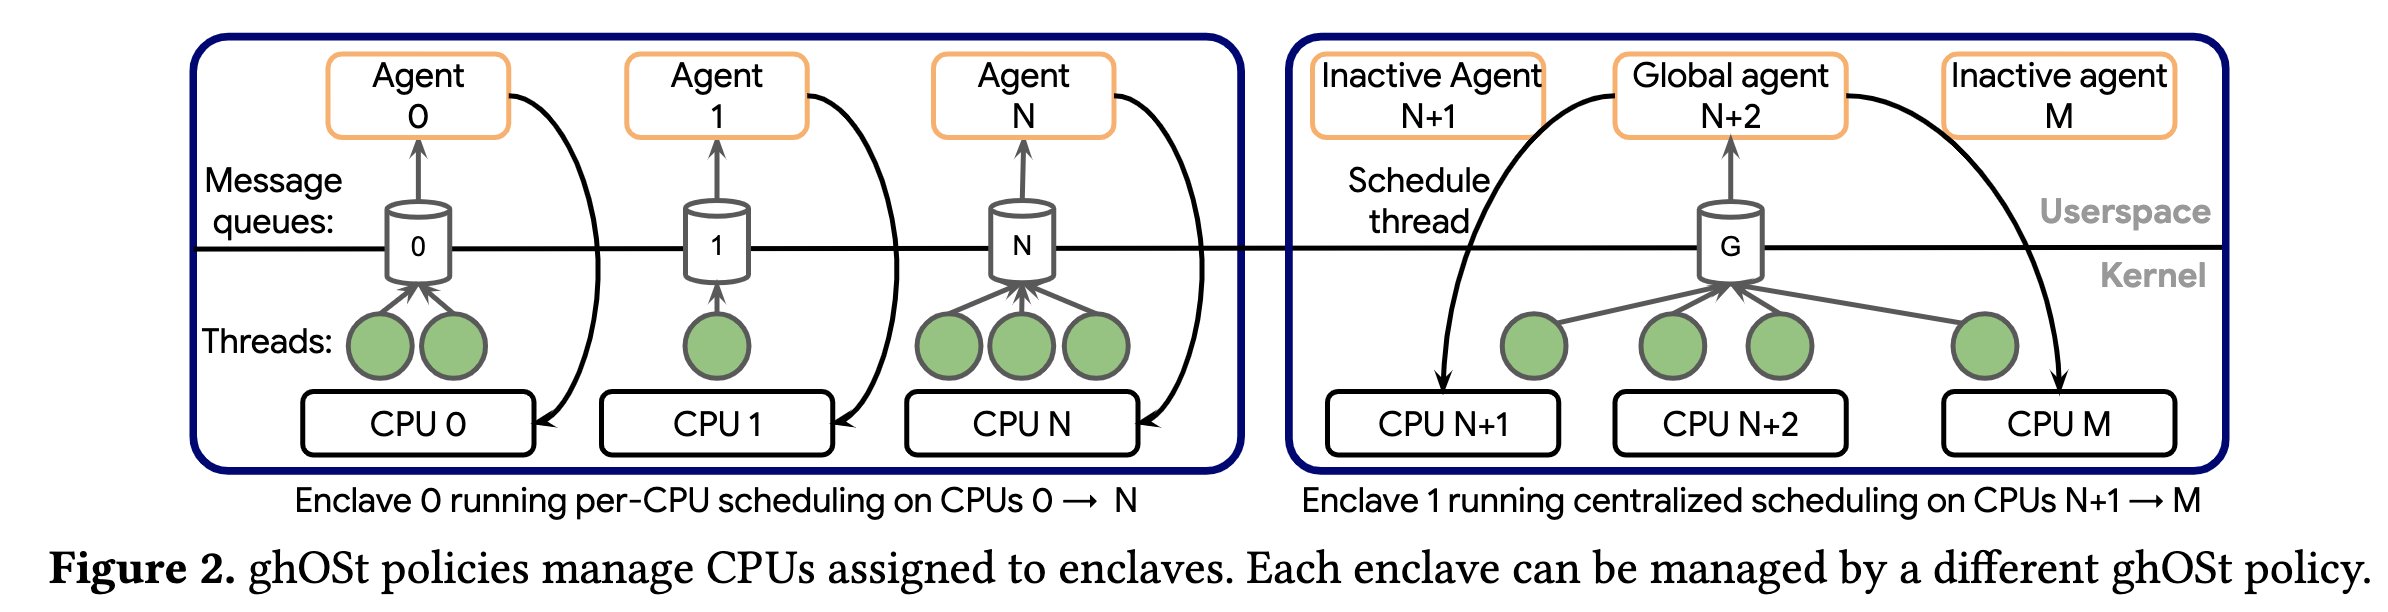 Agent
0
Agent
1
Agent
N
Inactive Agent
N+1
Global agent
N+2
Inactive agent
M
Message
queues:
0
1
N
Schedule
thread
G
Userspace
Kernel
Threads:
CPU 0
CPU 1
CPU N
CPU N+1
CPU N+2
CPU M
Enclave 0 running per-CPU scheduling on CPUs 0 → N
Enclave 1 running centralized scheduling on CPUs N+1 → M
Figure 2. ghOSt policies manage CPUs assigned to enclaves. Each enclave can be managed by a different ghOSt policy.